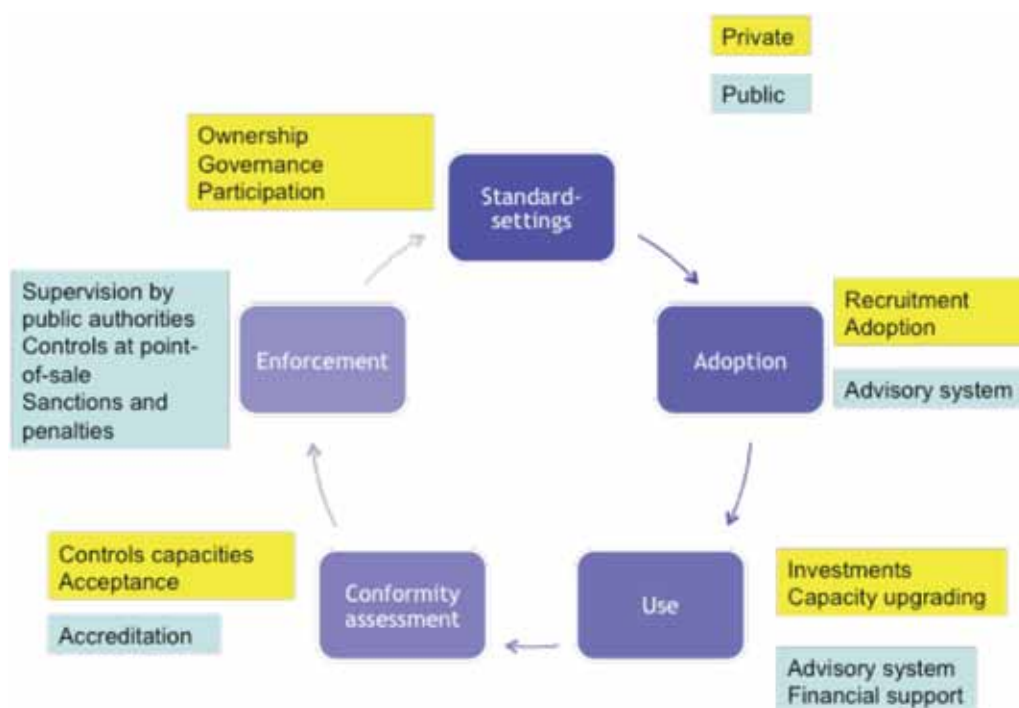 Private
Public
Ownership
Governance
Participation
Standard-
settings
Supervision by
public authorities
Controls at point-
of-sale
Sanctions and
penalties
Enforcement
Adoption
Recruitment
Adoption
Advisory system
Controls capacities
Acceptance
Accreditation
Conformity
assessment
Use
Investments
Capacity upgrading
Advisory system
Financial support